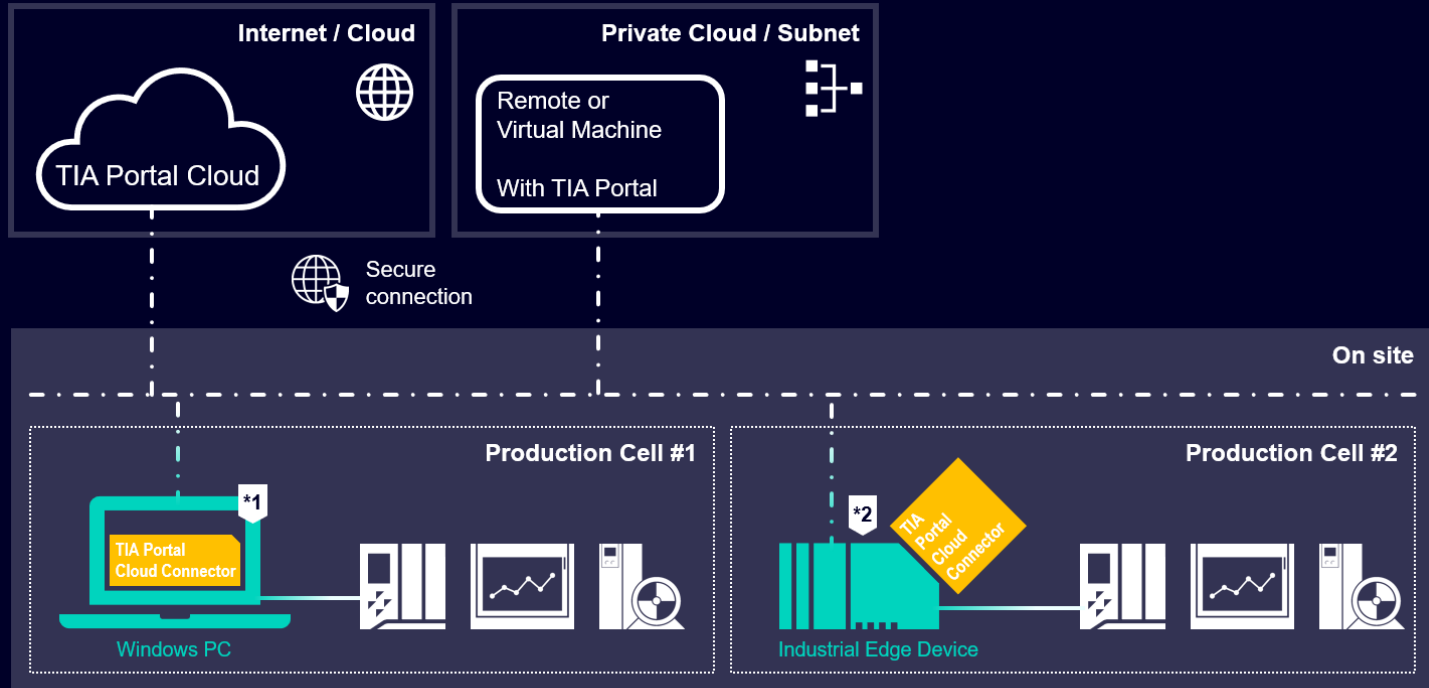 Internet / Cloud
TIA Portal Cloud
Private Cloud / Subnet
Remote or
Virtual Machine
With TIA Portal
Secure
connection
On site
Production Cell #1
*1
TIA Portal
Cloud Connector
Windows PC
Production Cell #2
*2
TIA
Portal
Cloud
Connector
Industrial Edge Device